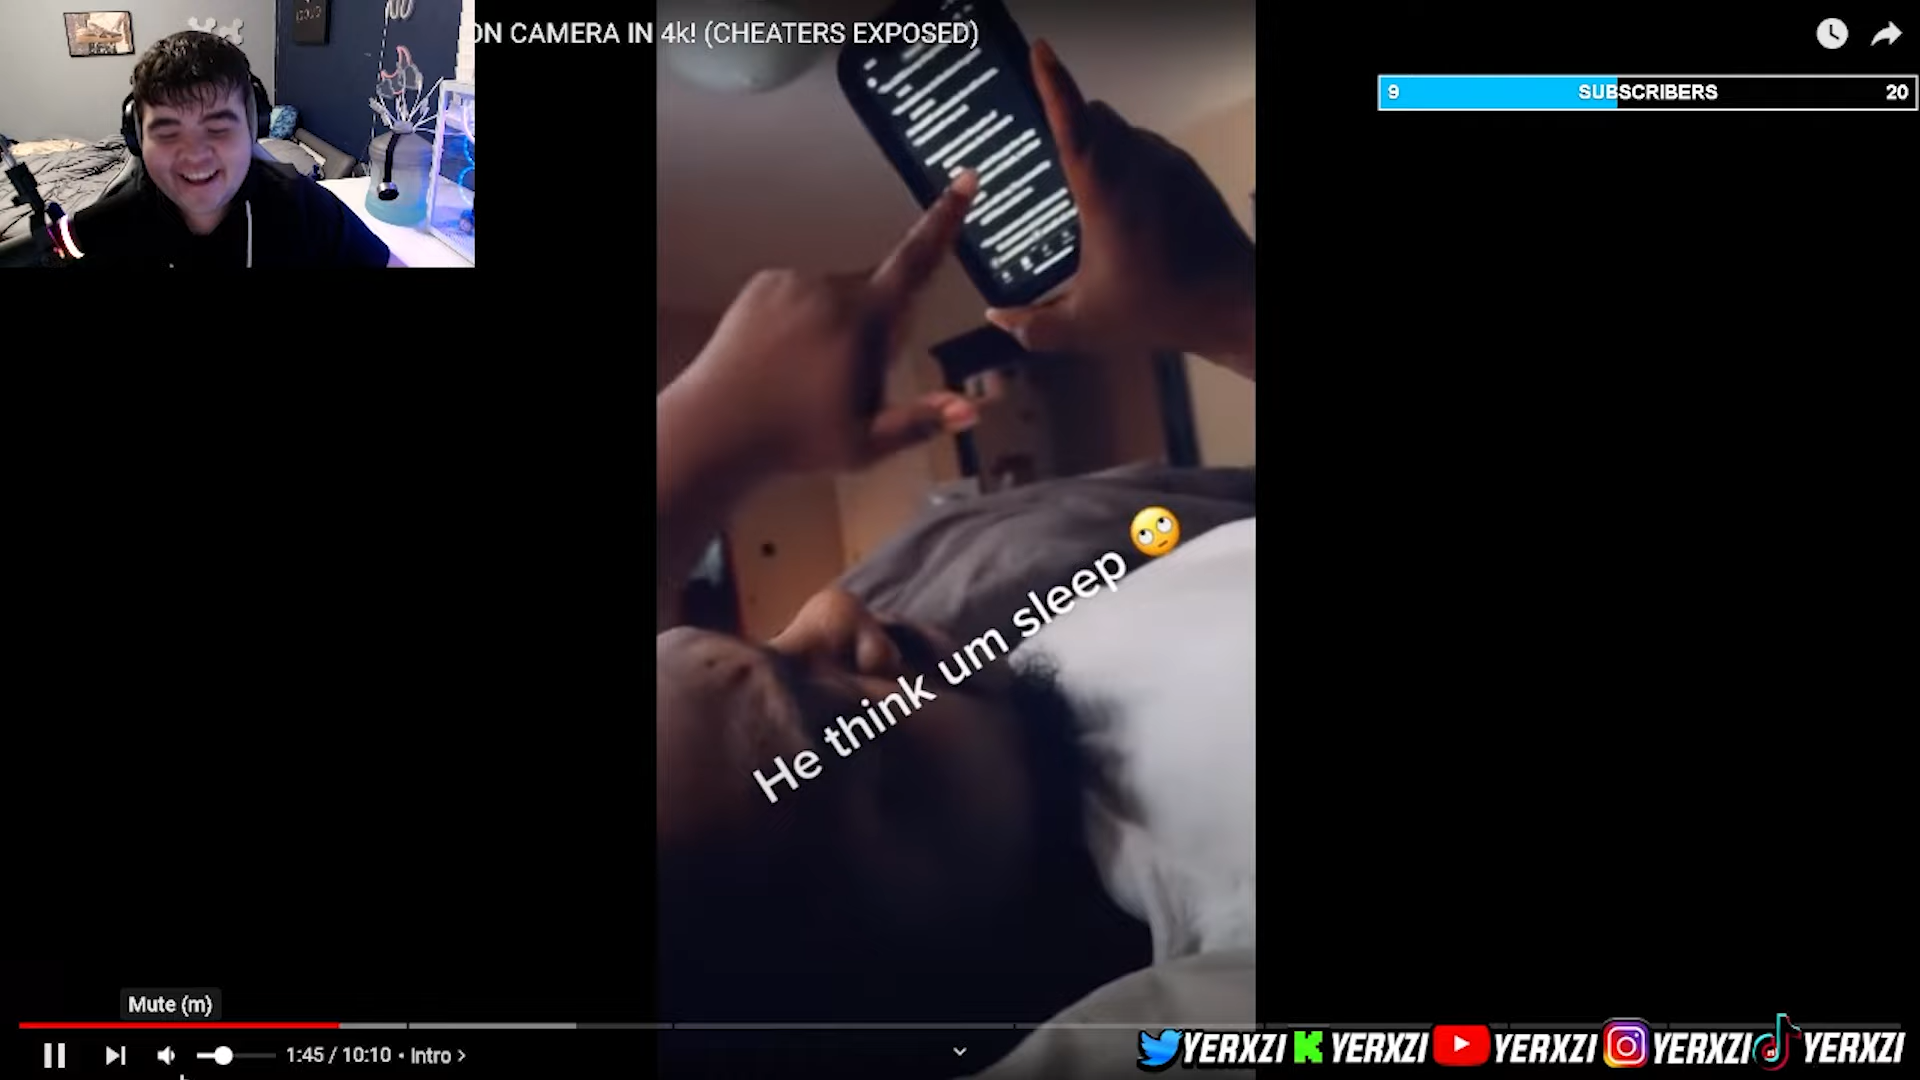 ON CAMERA IN 4k! (CHEATERS EXPOSED)
9 SUBSCRIBERS 20
He think um sleep 🙄
Mute (m)
1:45 / 10:10 • Intro >
YERXZI YERXZI YERXZI YERXZI YERXZI